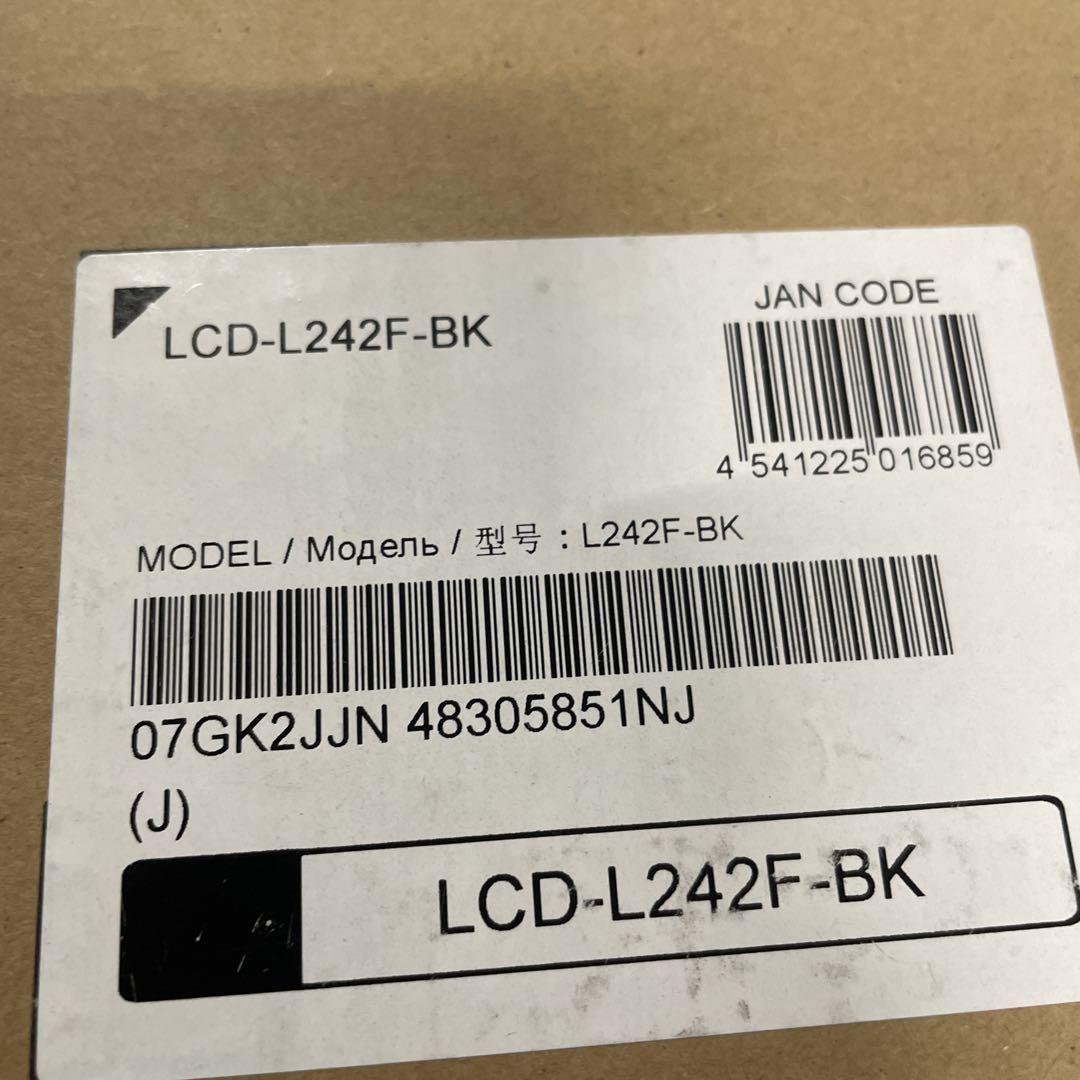 LCD-L242F-BK
JAN CODE
4 541225 016859
MODEL / Модель / 型号 : L242F-BK
07GK2JJN 48305851NJ
(J)
LCD-L242F-BK